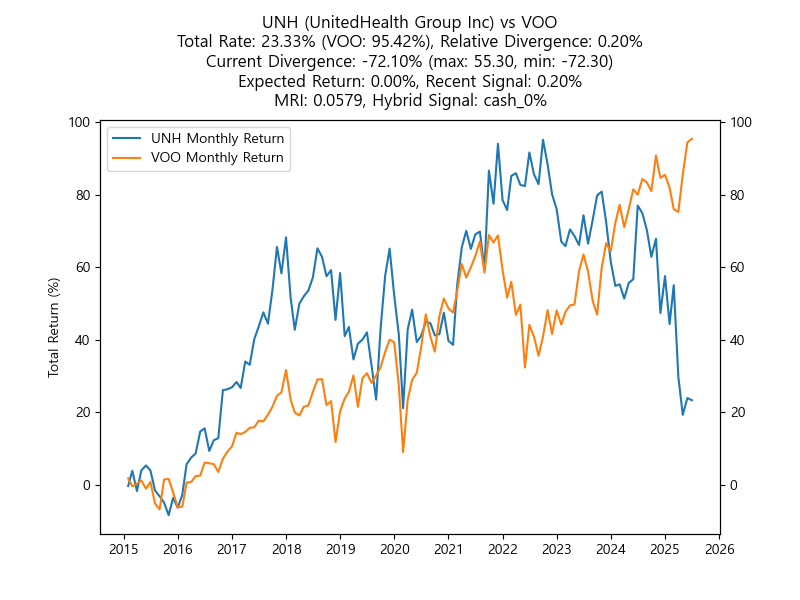 UNH (UnitedHealth Group Inc) vs VOO
Total Rate: 23.33% (VOO: 95.42%), Relative Divergence: 0.20%
Current Divergence: -72.10% (max: 55.30, min: -72.30)
Expected Return: 0.00%, Recent Signal: 0.20%
MRI: 0.0579, Hybrid Signal: cash_0%
UNH Monthly Return
VOO Monthly Return
Total Return (%)
100
80
60
40
20
0
100
80
60
40
20
0
2015 2016 2017 2018 2019 2020 2021 2022 2023 2024 2025 2026